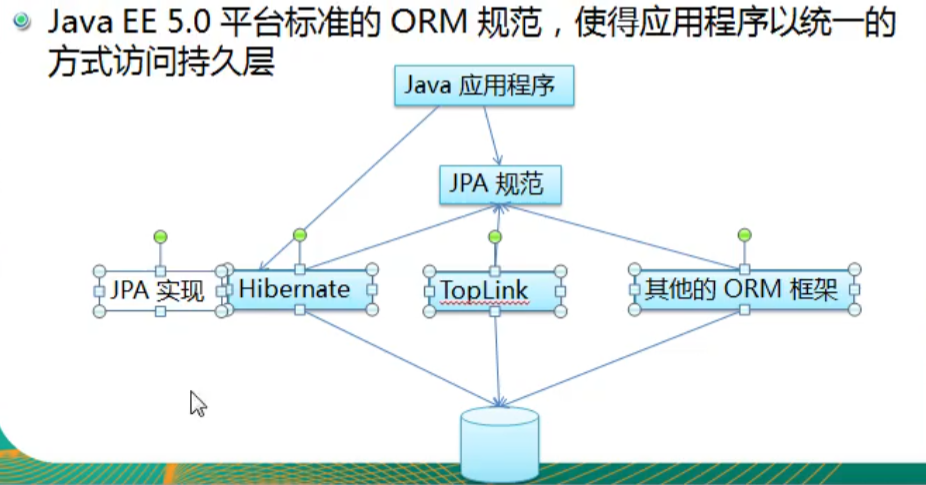 Java EE 5.0 平台标准的 ORM 规范，使得应用程序以统一的
方式访问持久层
Java 应用程序
JPA 规范
JPA 实现
Hibernate
TopLink
其他的 ORM 框架